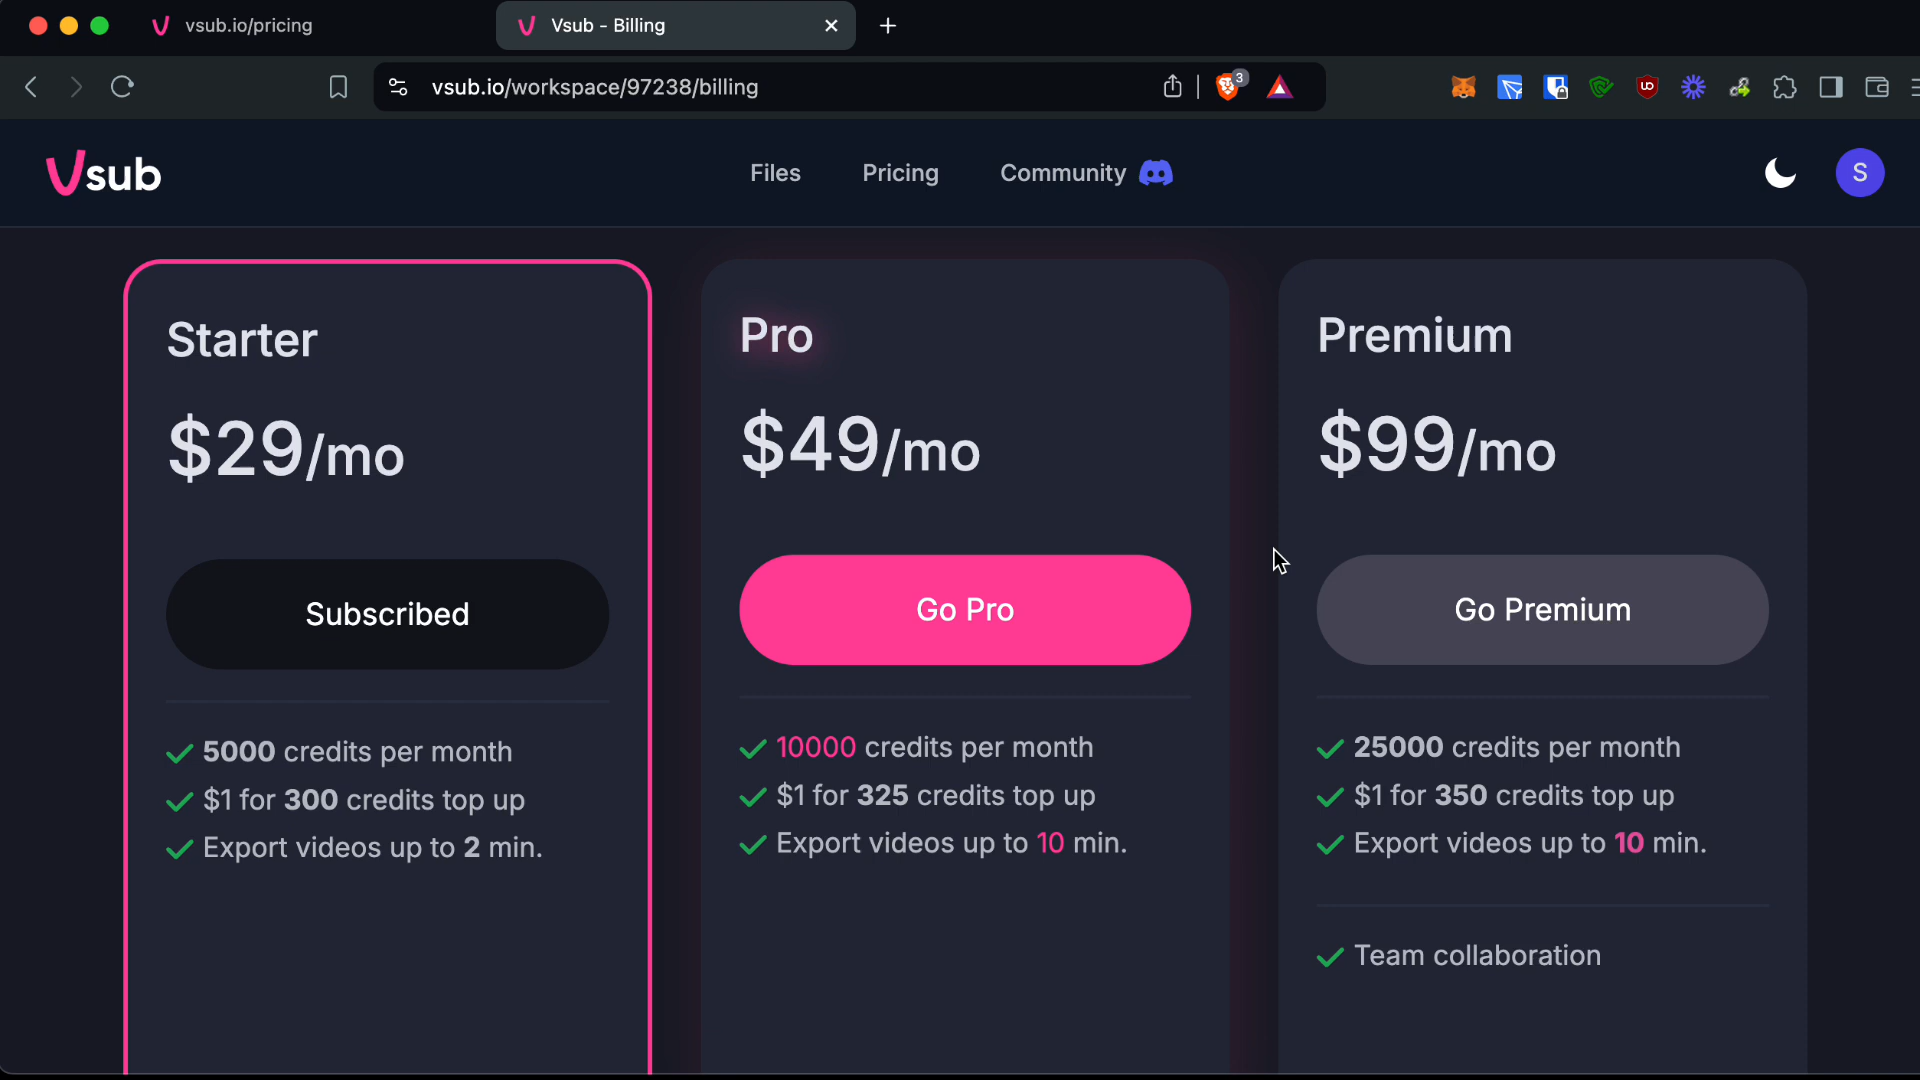 vsub.io/pricing
Vsub - Billing
vsub.io/workspace/97238/billing
3
UO
Vsub
Files
Pricing
Community
S
Starter
$29/mo
Subscribed
5000 credits per month
$1 for 300 credits top up
Export videos up to 2 min.
Pro
$49/mo
Go Pro
10000 credits per month
$1 for 325 credits top up
Export videos up to 10 min.
Premium
$99/mo
Go Premium
25000 credits per month
$1 for 350 credits top up
Export videos up to 10 min.
Team collaboration